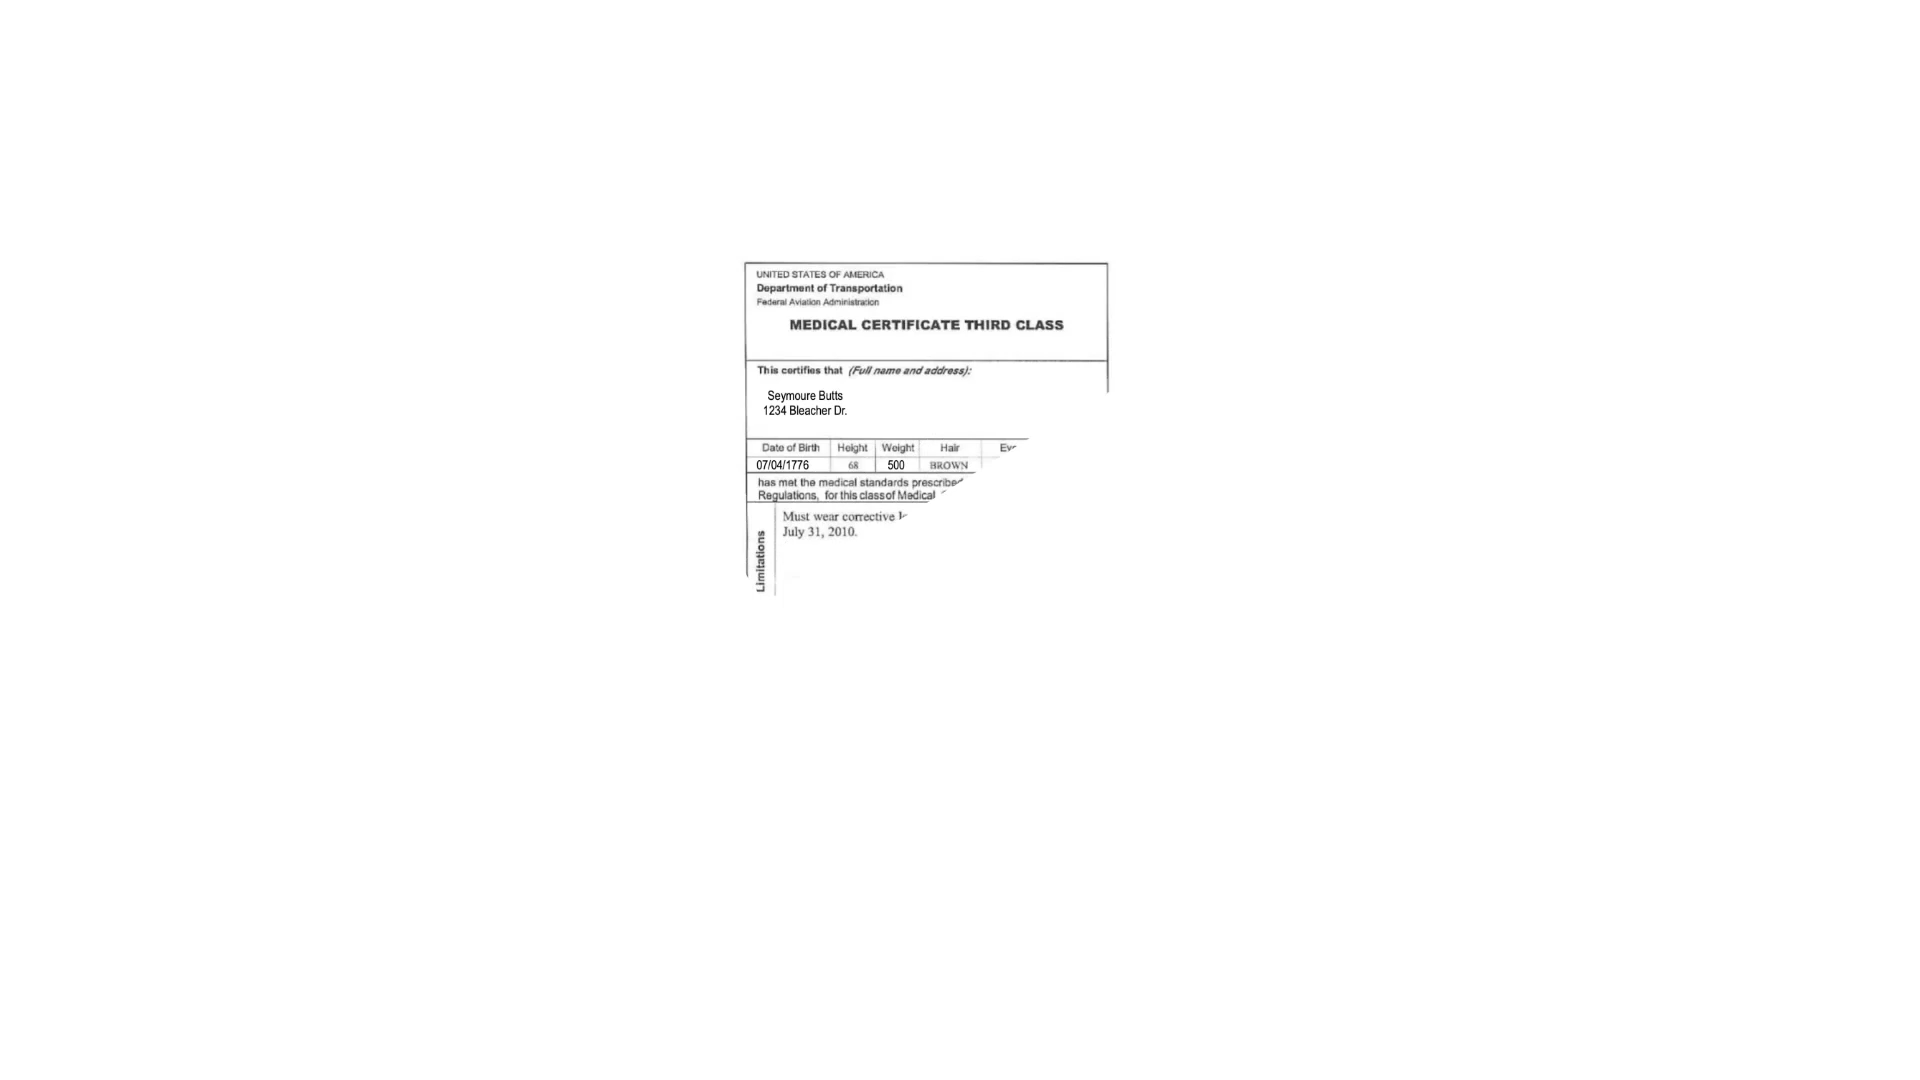 UNITED STATES OF AMERICA
Department of Transportation
Federal Aviation Administration
MEDICAL CERTIFICATE THIRD CLASS
This certifies that (Full name and address):
Seymoure Butts
1234 Bleacher Dr.
Date of Birth Height Weight Hair
07/04/1776 68 500 BROWN
has met the medical standards prescribed
Regulations, for this class of Medical
Must wear corrective
July 31, 2010.
Limitations